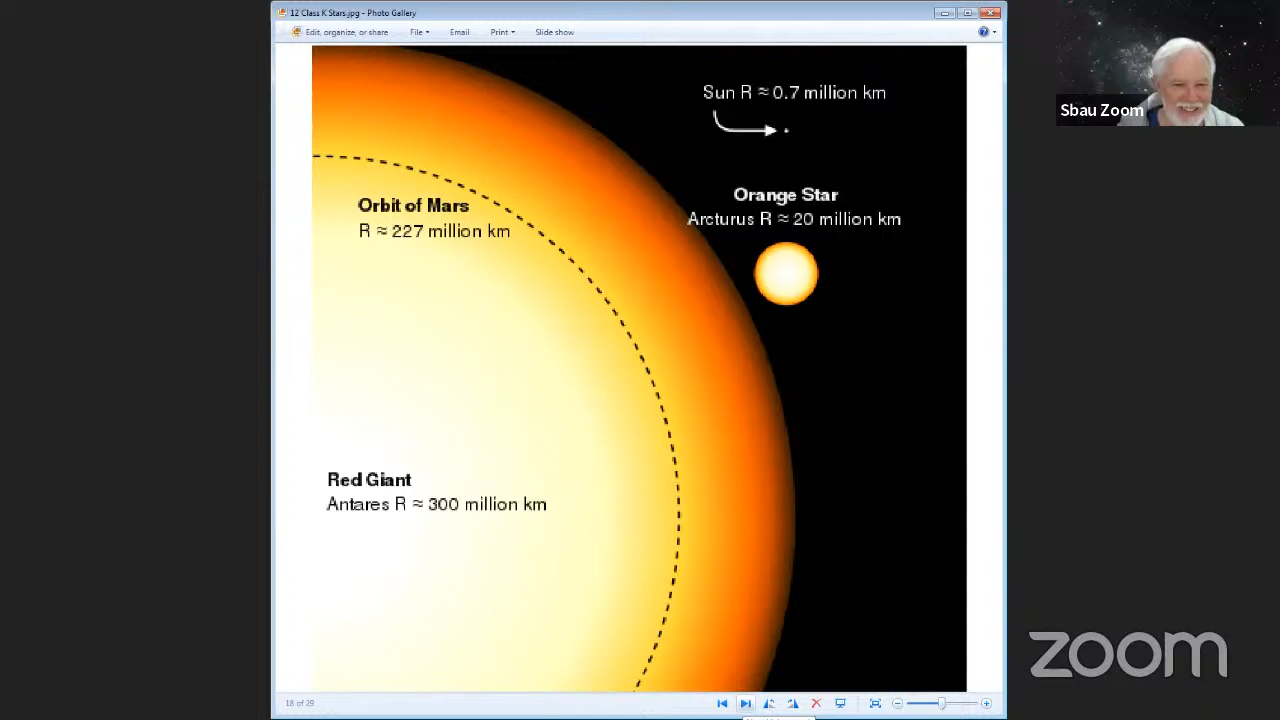 12 Class K Stars.jpg - Photo Gallery
Edit, organize, or share File Email Print Slide show
Sun R ≈ 0.7 million km
Sbau Zoom
Orange Star
Arcturus R ≈ 20 million km
Orbit of Mars
R ≈ 227 million km
Red Giant
Antares R ≈ 300 million km
zoom
18 of 29